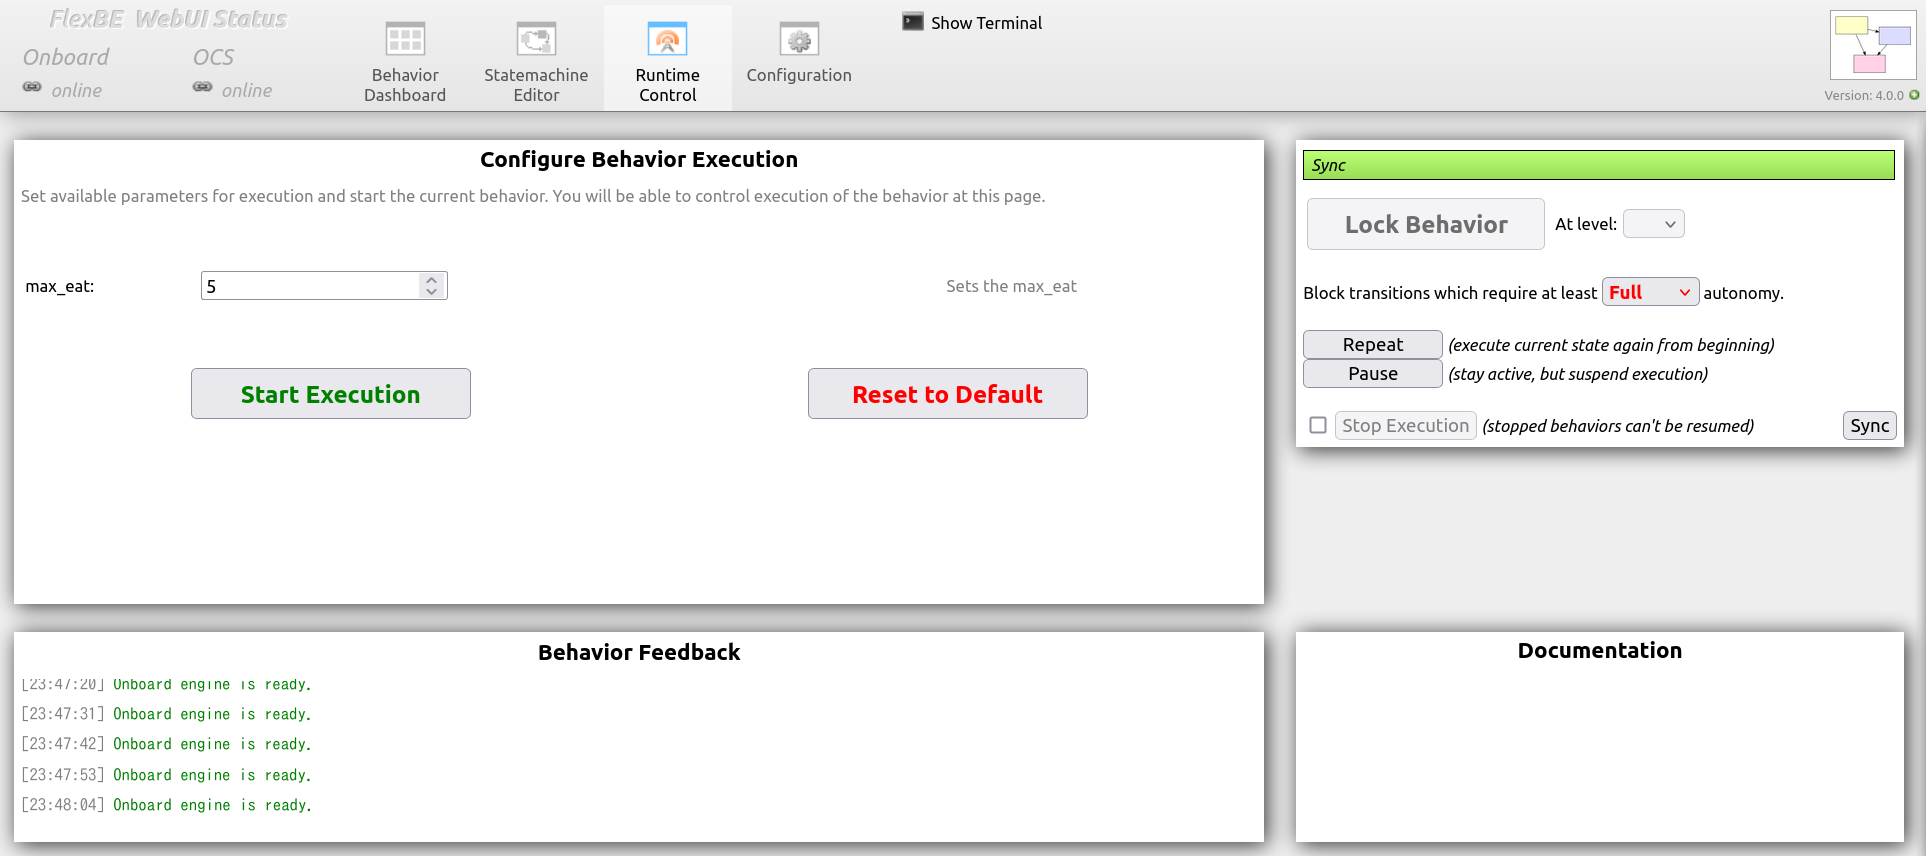 FlexBE WebUI Status
Onboard
OCS
online
online
Behavior
Dashboard
Statemachine
Editor
Runtime
Control
Configuration
Show Terminal
Version: 4.0.0
Configure Behavior Execution
Set available parameters for execution and start the current behavior. You will be able to control execution of the behavior at this page.
max_eat:
5
Sets the max_eat
Start Execution
Reset to Default
Sync
Lock Behavior
At level:
Block transitions which require at least Full autonomy.
Repeat (execute current state again from beginning)
Pause (stay active, but suspend execution)
Stop Execution (stopped behaviors can't be resumed)
Sync
Behavior Feedback
[23:47:20] Onboard engine is ready.
[23:47:31] Onboard engine is ready.
[23:47:42] Onboard engine is ready.
[23:47:53] Onboard engine is ready.
[23:48:04] Onboard engine is ready.
Documentation